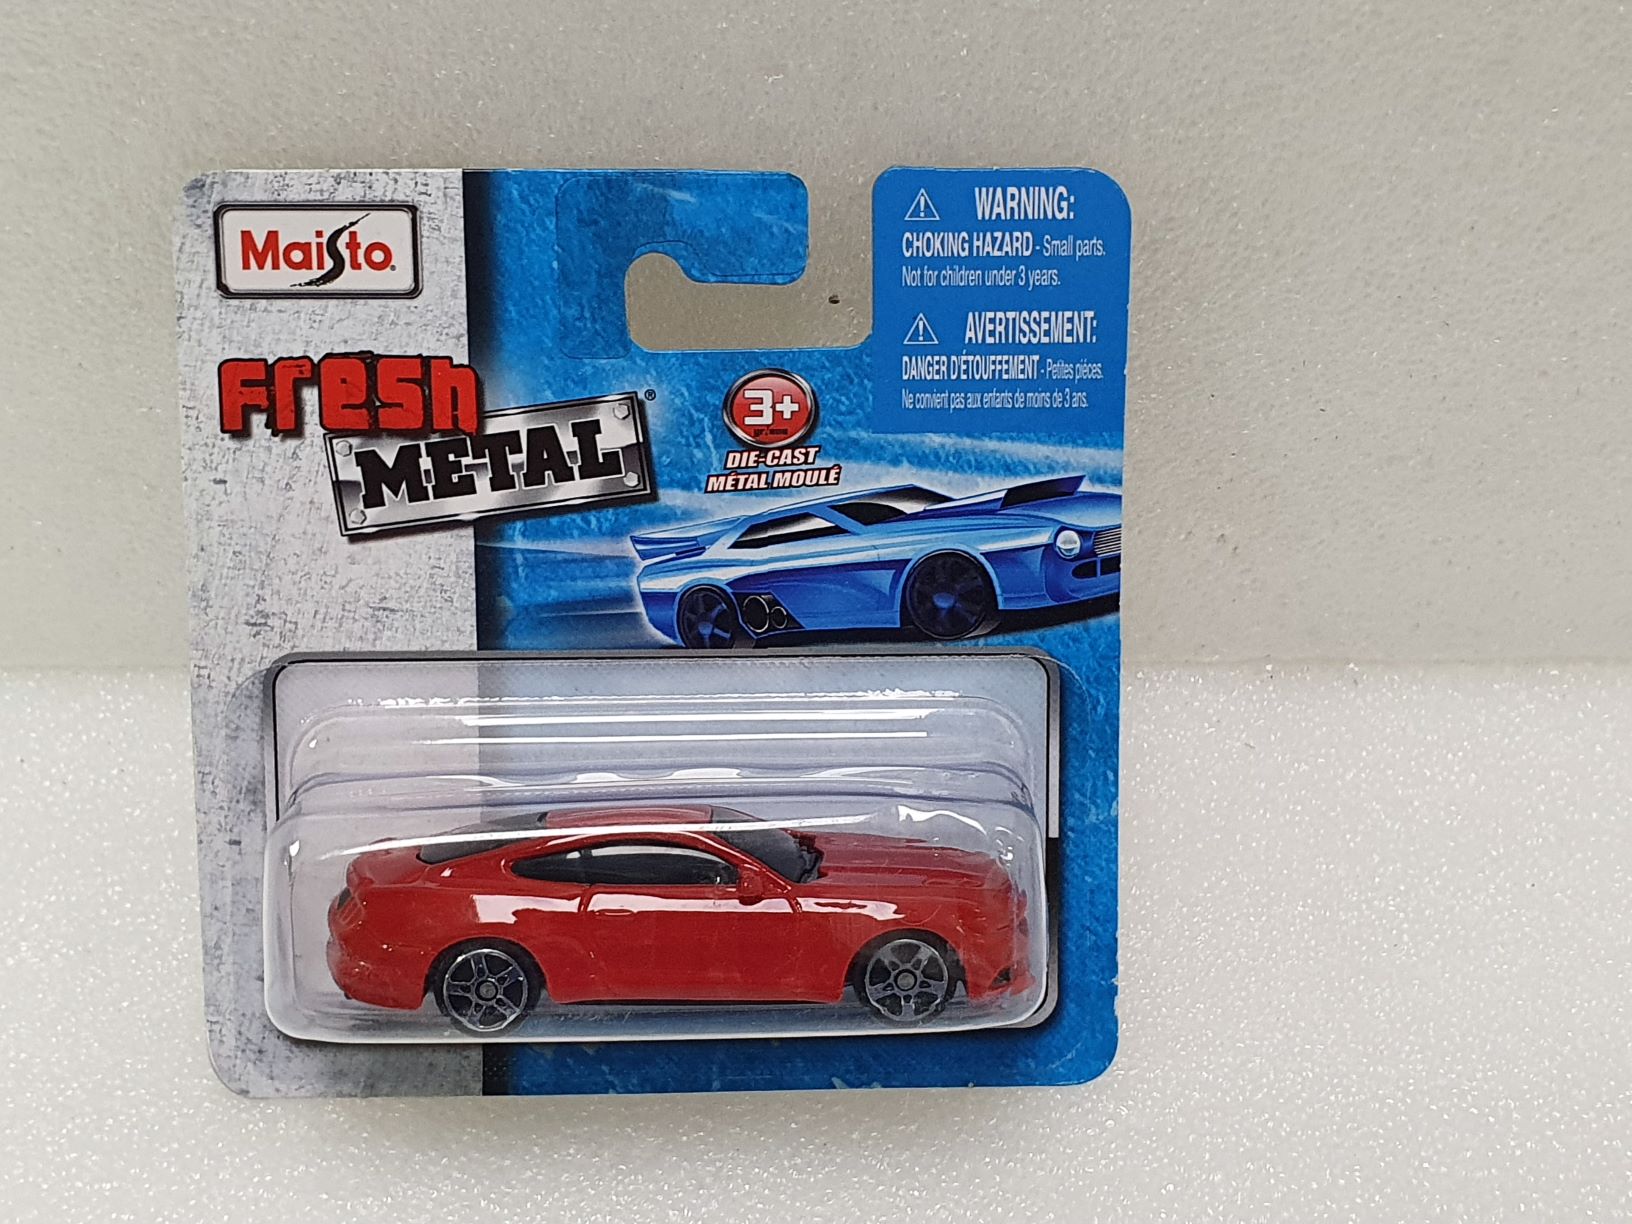 Maisto
Fresh
METAL®
3+
DIE-CAST
MÉTAL MOULÉ
WARNING:
CHOKING HAZARD - Small parts.
Not for children under 3 years.
AVERTISSEMENT:
DANGER D'ÉTOUFFEMENT - Petites pièces.
Ne convient pas aux enfants de moins de 3 ans.